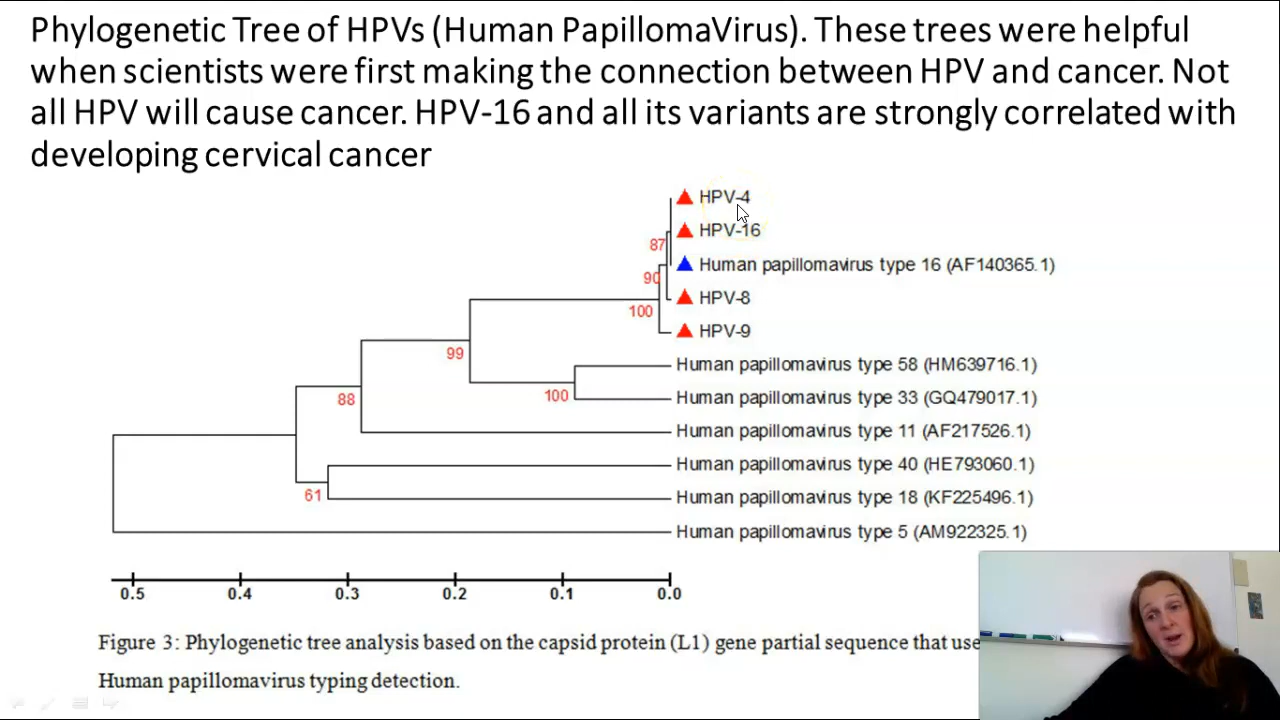 Phylogenetic Tree of HPVs (Human PapillomaVirus). These trees were helpful
when scientists were first making the connection between HPV and cancer. Not
all HPV will cause cancer. HPV-16 and all its variants are strongly correlated with
developing cervical cancer
HPV-4
HPV-16
87
Human papillomavirus type 16 (AF140365.1)
90
HPV-8
100
HPV-9
99
Human papillomavirus type 58 (HM639716.1)
100
Human papillomavirus type 33 (GQ479017.1)
88
Human papillomavirus type 11 (AF217526.1)
Human papillomavirus type 40 (HE793060.1)
61
Human papillomavirus type 18 (KF225496.1)
Human papillomavirus type 5 (AM922325.1)
0.5 0.4 0.3 0.2 0.1 0.0
Figure 3: Phylogenetic tree analysis based on the capsid protein (L1) gene partial sequence that use
Human papillomavirus typing detection.